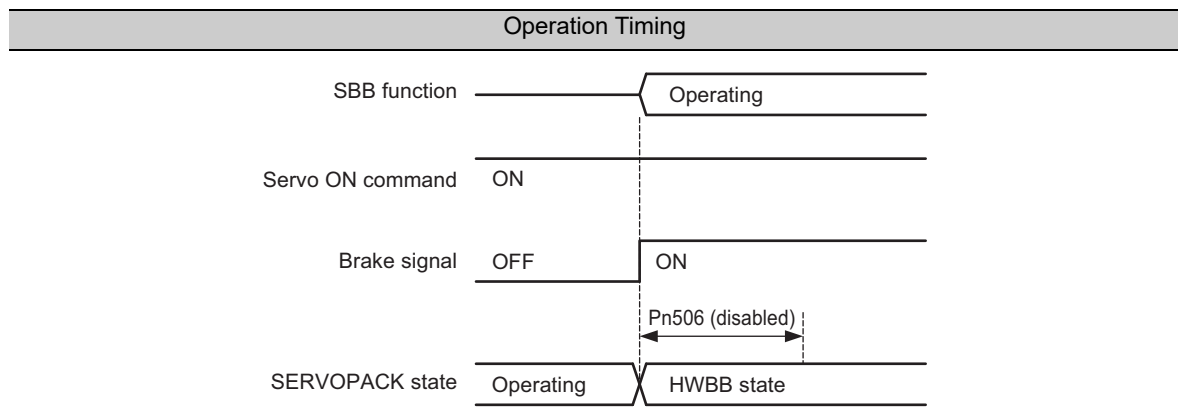 Operation Timing
SBB function
Operating
Servo ON command
ON
Brake signal
OFF
ON
Pn506 (disabled)
SERVOPACK state
Operating
HWBB state